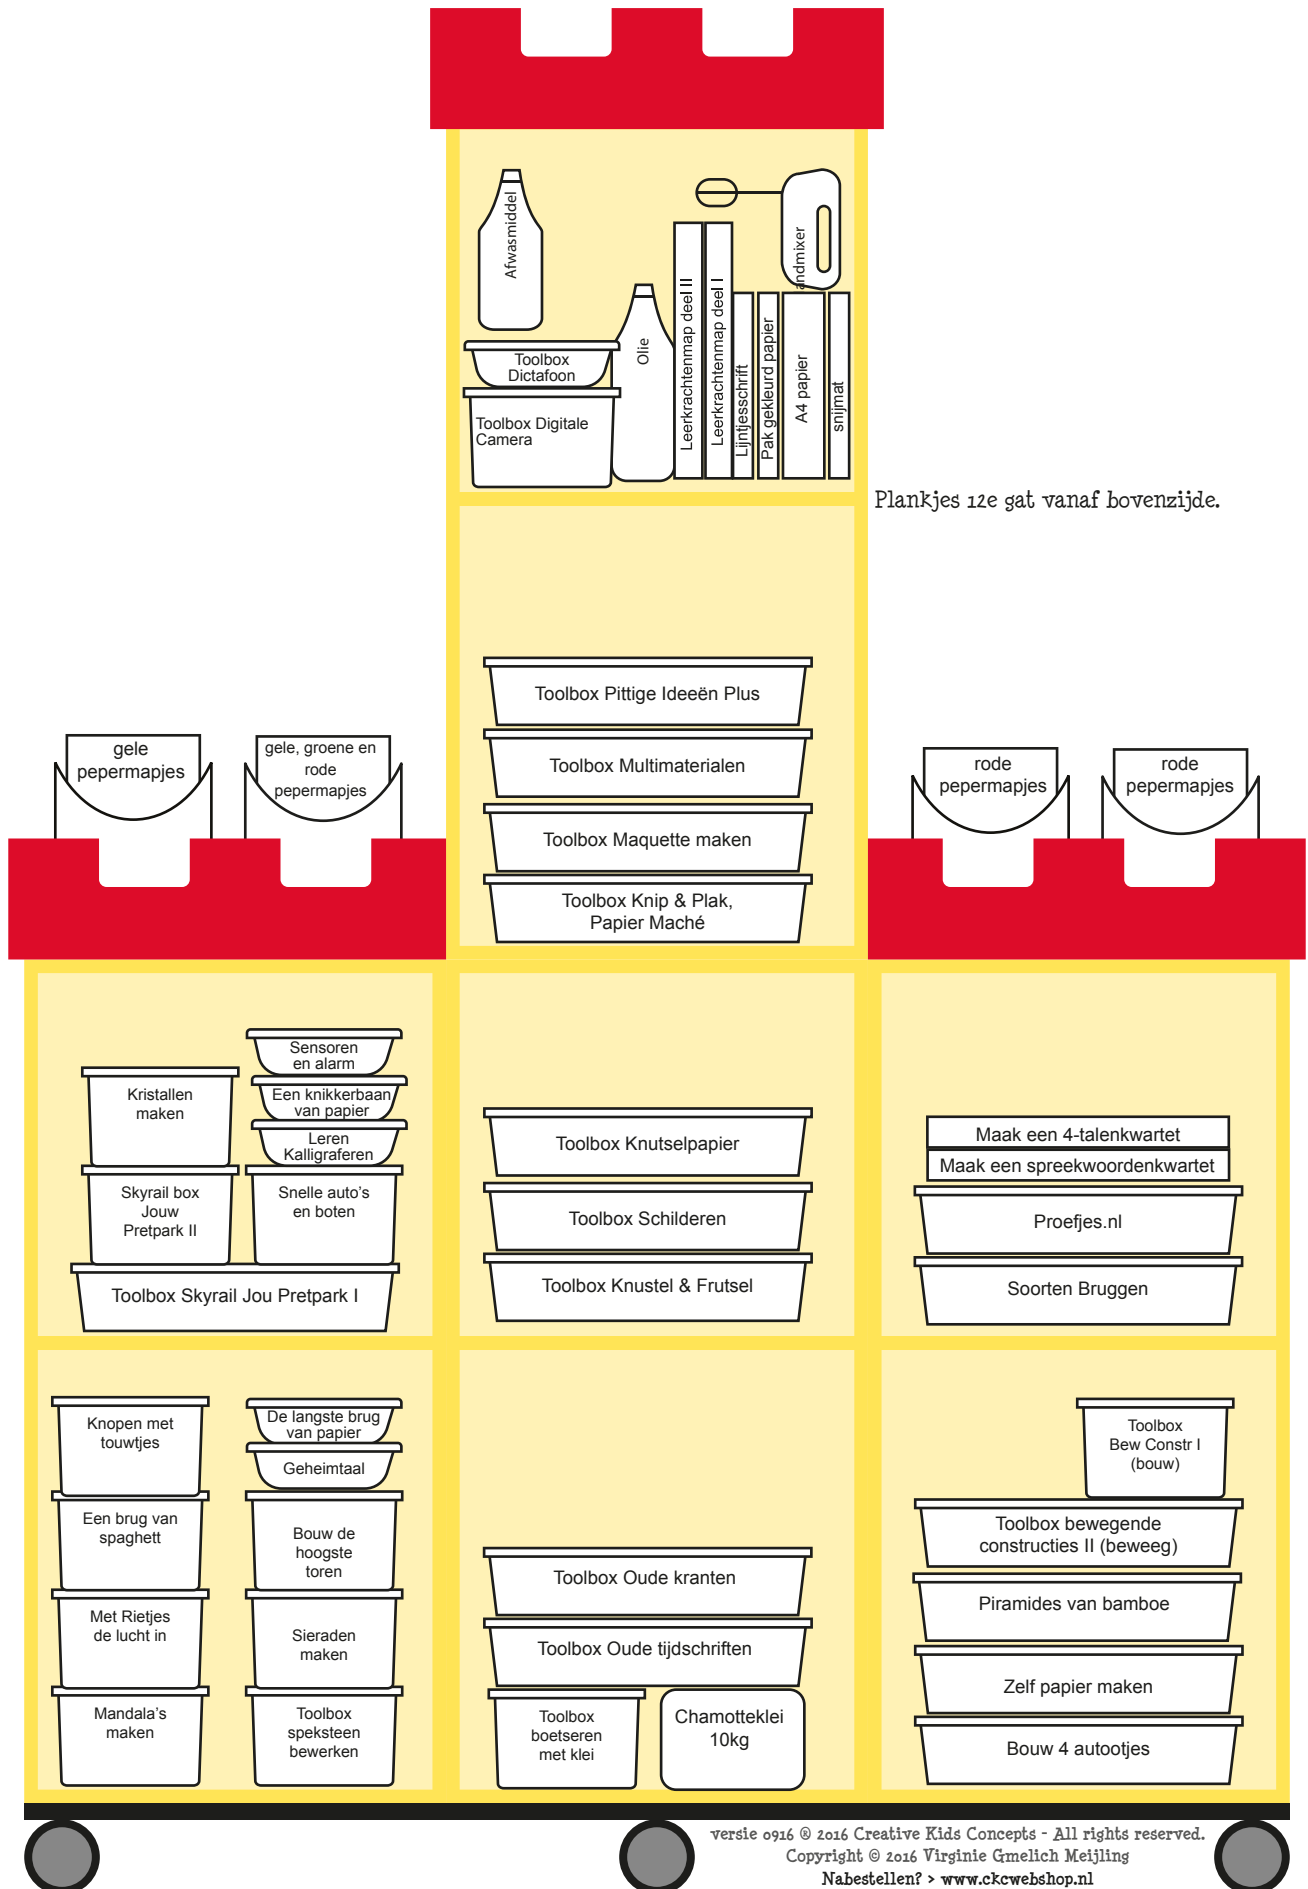 Afwasmiddel
Toolbox
Dictafoon
Toolbox Digitale
Camera
Olie
Leerkrachtenmap deel II
Leerkrachtenmap deel I
Lijntjesschrift
Pak gekleurd papier
andmixer
A4 papier
snijmat
Plankjes 12e gat vanaf bovenzijde.
Toolbox Pittige Ideeën Plus
Toolbox Multimaterialen
Toolbox Maquette maken
Toolbox Knip & Plak,
Papier Maché
gele
pepermapjes
gele, groene en
rode
pepermapjes
rode
pepermapjes
rode
pepermapjes
Sensoren
en alarm
Een knikkerbaan
van papier
Leren
Kalligraferen
Kristallen
maken
Skyrail box
Jouw
Pretpark II
Snelle auto's
en boten
Toolbox Skyrail Jou Pretpark I
Toolbox Knutselpapier
Toolbox Schilderen
Toolbox Knustel & Frutsel
Maak een 4-talenkwartet
Maak een spreekwoordenkwartet
Proefjes.nl
Soorten Bruggen
Knopen met
touwtjes
Een brug van
spaghett
Met Rietjes
de lucht in
Mandala's
maken
De langste brug
van papier
Geheimtaal
Bouw de
hoogste
toren
Sieraden
maken
Toolbox
speksteen
bewerken
Toolbox Oude kranten
Toolbox Oude tijdschriften
Toolbox
boetseren
met klei
Chamotteklei
10kg
Toolbox
Bew Constr I
(bouw)
Toolbox bewegende
constructies II (beweeg)
Piramides van bamboe
Zelf papier maken
Bouw 4 autootjes
versie 0916 ® 2016 Creative Kids Concepts - All rights reserved.
Copyright © 2016 Virginie Gmelich Meijling
Nabestellen? > www.ckcwebshop.nl